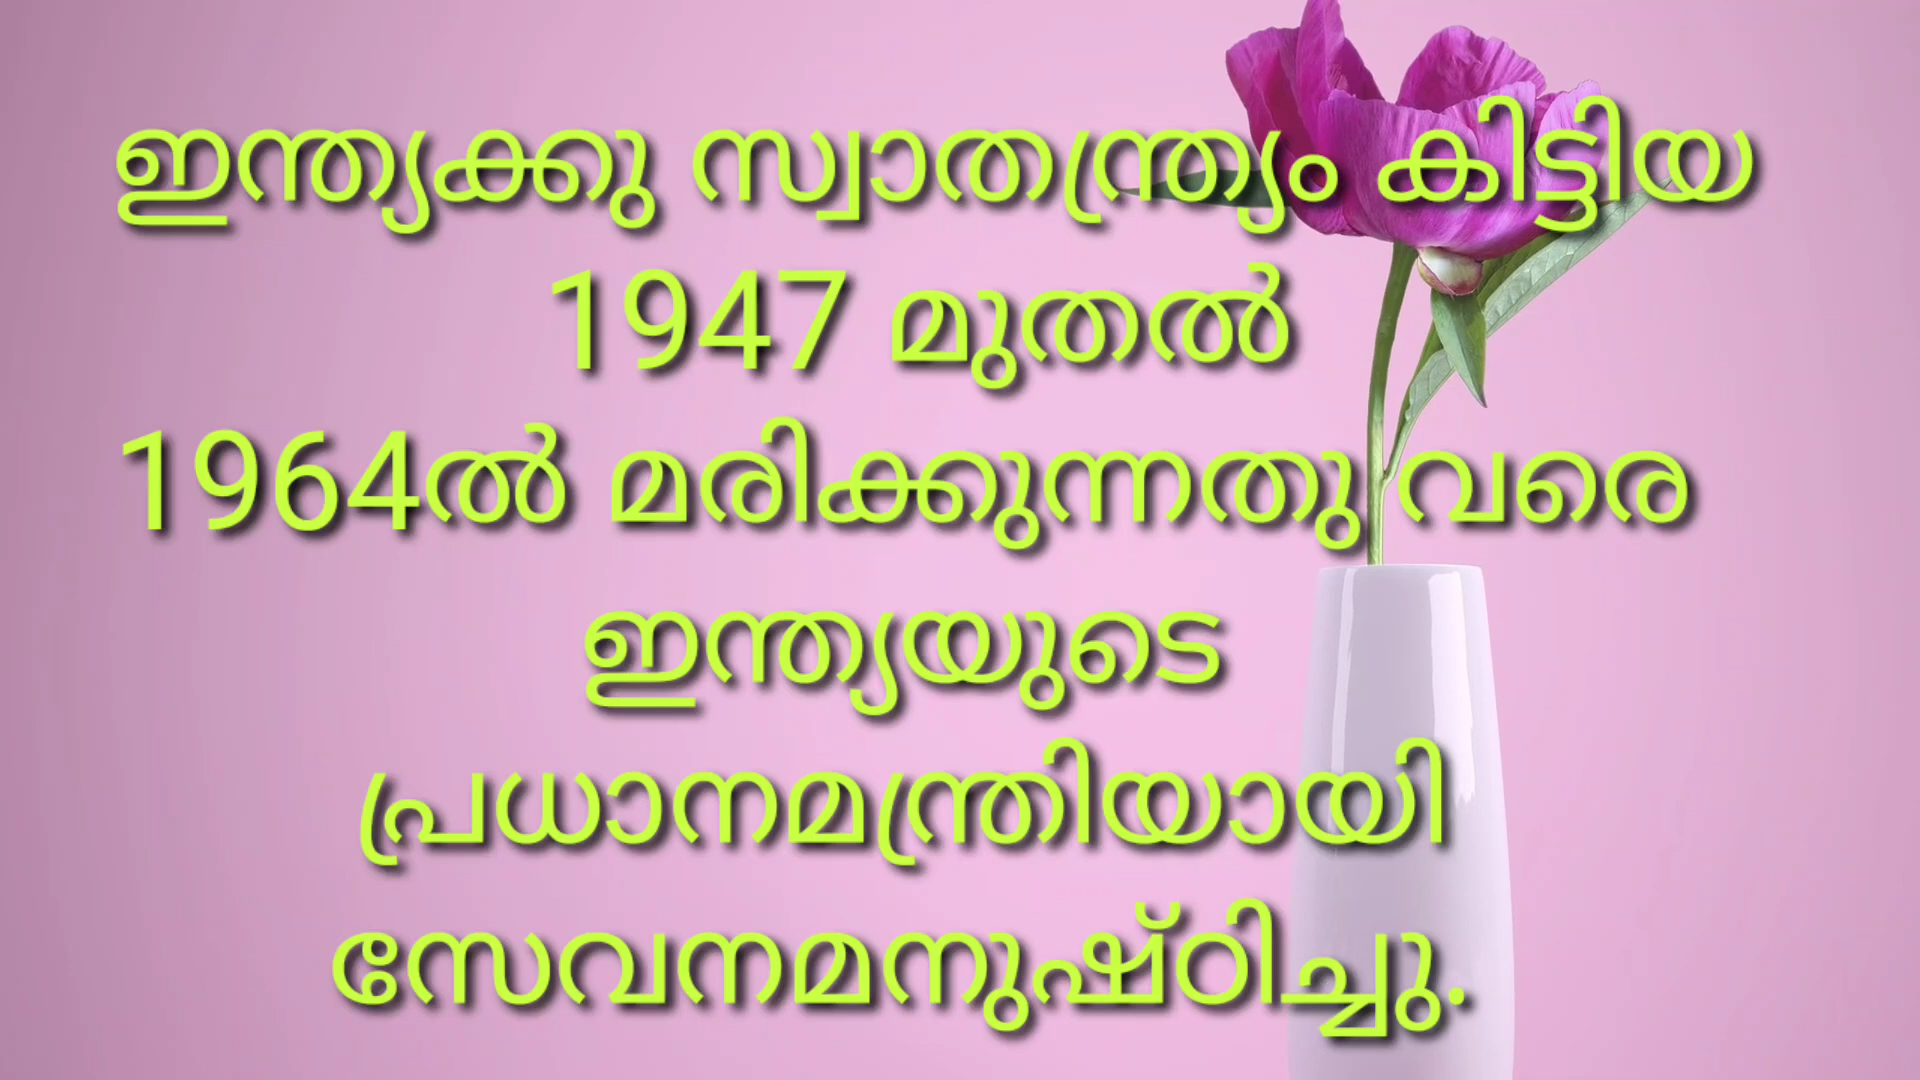 ഇന്ത്യക്കു സ്വാതന്ത്ര്യം കിട്ടിയ
1947 മുതൽ
1964ൽ മരിക്കുന്നതു വരെ
ഇന്ത്യയുടെ
പ്രധാനമന്ത്രിയായി
സേവനമനുഷ്ഠിച്ചു.